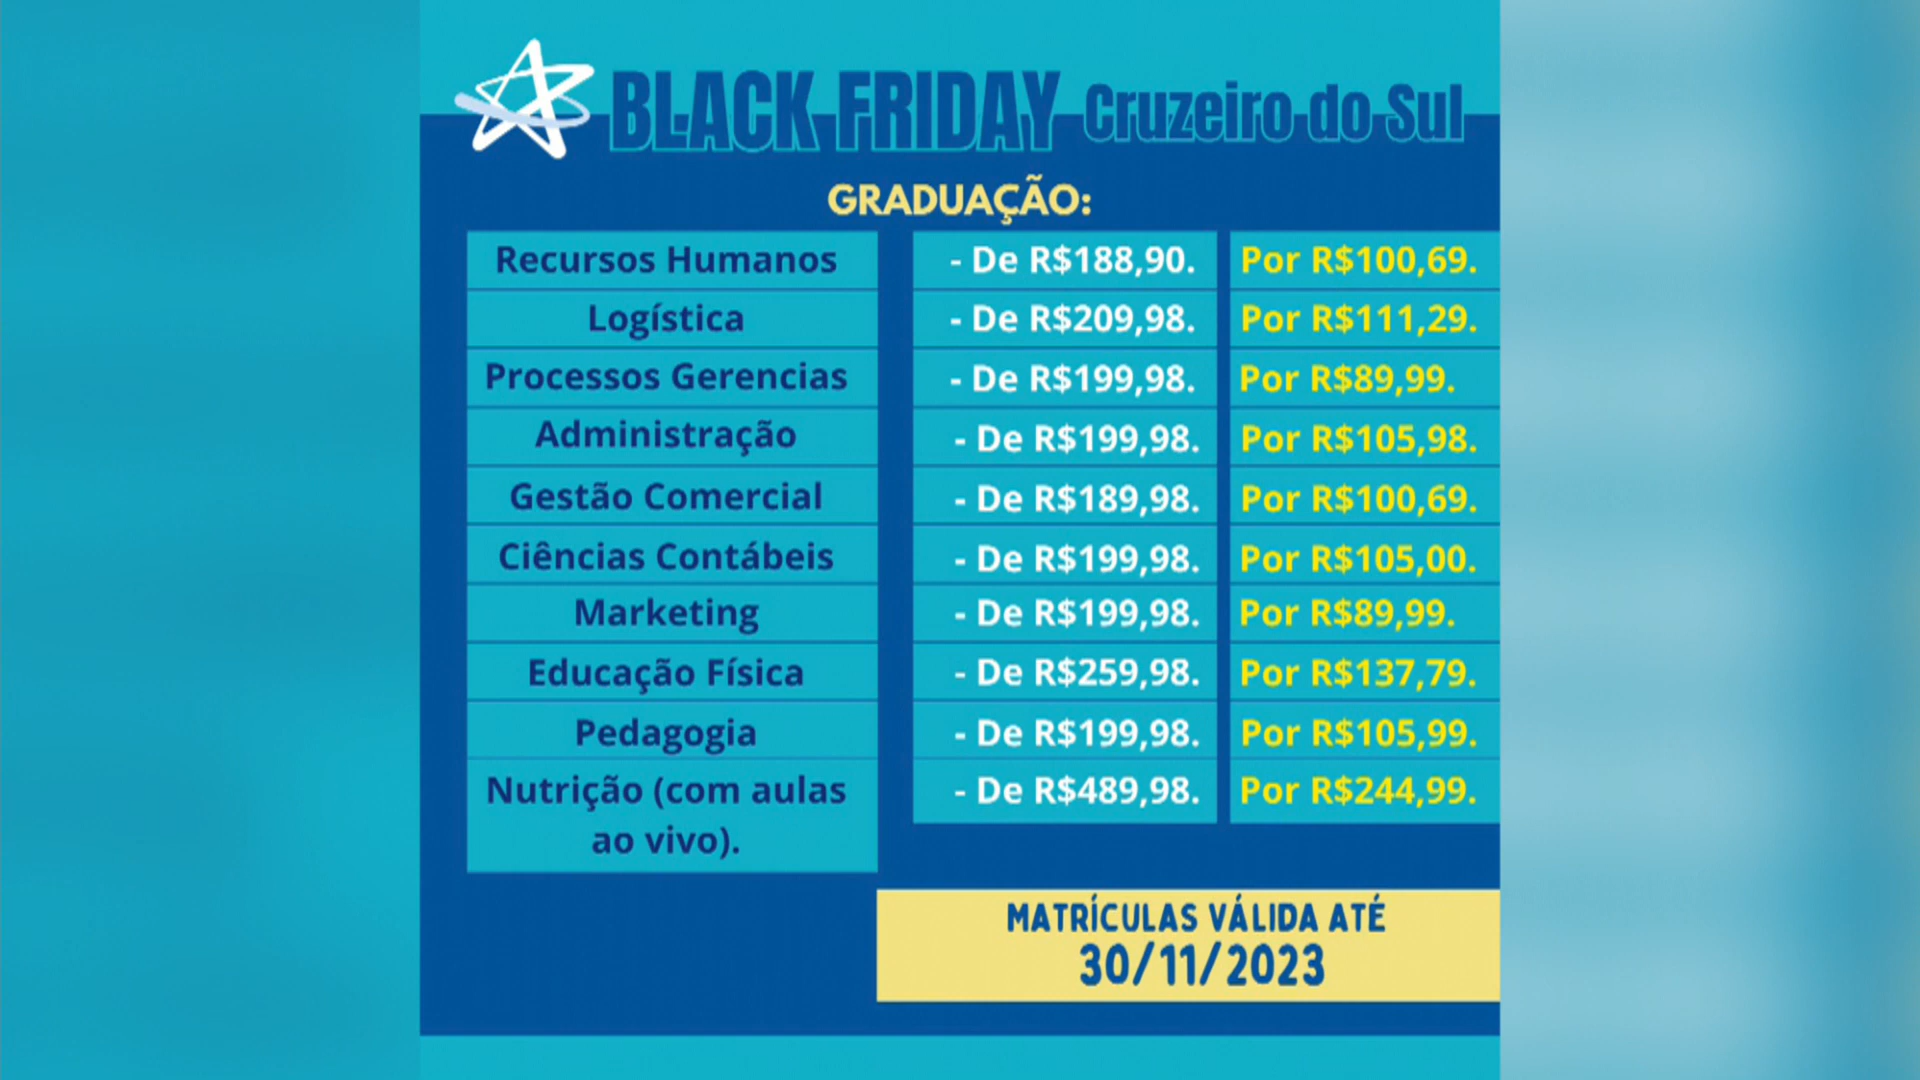 BLACK FRIDAY Cruzeiro do Sul
GRADUAÇÃO:
Recursos Humanos - De R$188,90. Por R$100,69.
Logística - De R$209,98. Por R$111,29.
Processos Gerencias - De R$199,98. Por R$89,99.
Administração - De R$199,98. Por R$105,98.
Gestão Comercial - De R$189,98. Por R$100,69.
Ciências Contábeis - De R$199,98. Por R$105,00.
Marketing - De R$199,98. Por R$89,99.
Educação Física - De R$259,98. Por R$137,79.
Pedagogia - De R$199,98. Por R$105,99.
Nutrição (com aulas - De R$489,98. Por R$244,99.
ao vivo).
MATRÍCULAS VÁLIDA ATÉ
30/11/2023